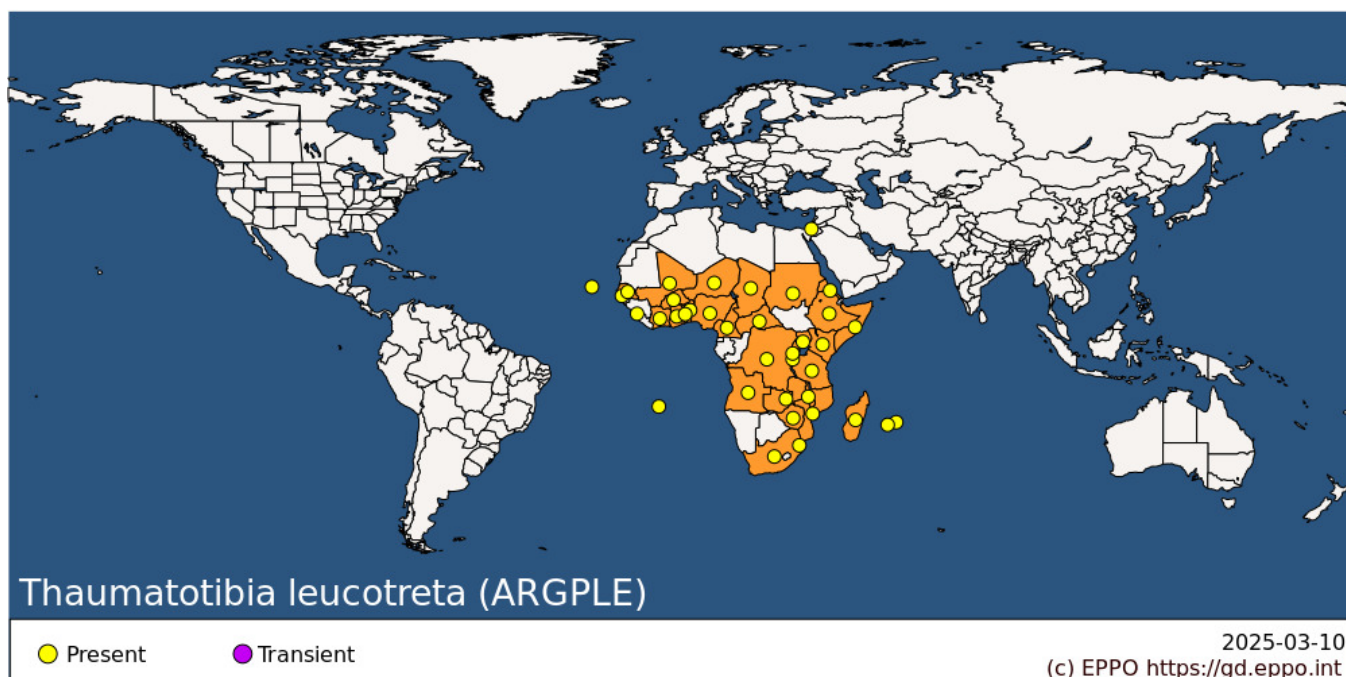 Thaumatotibia leucotreta (ARGPLE)
Present
Transient
2025-03-10
(c) EPPO https://gd.eppo.int